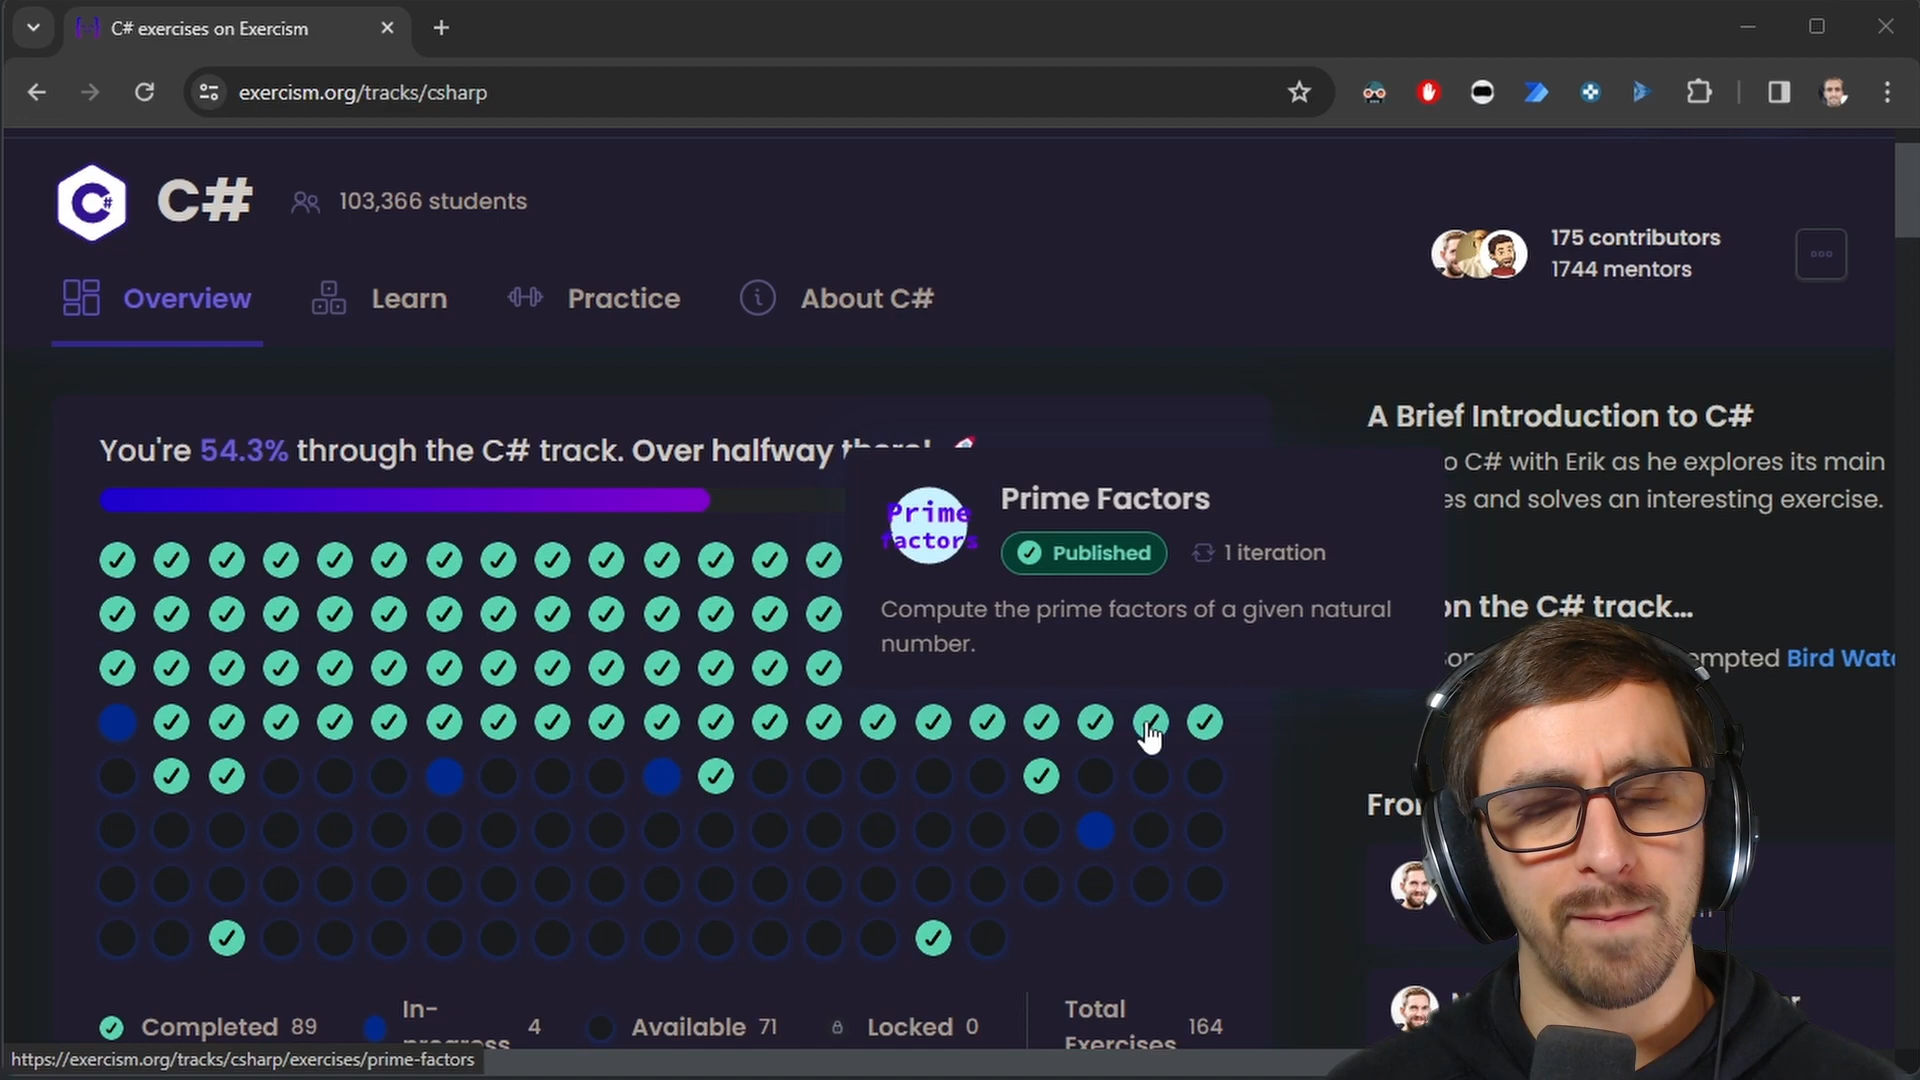 C# exercises on Exercism
exercism.org/tracks/csharp
C#
103,366 students
175 contributors
1744 mentors
Overview
Learn
Practice
About C#
You're 54.3% through the C# track. Over halfway there!
A Brief Introduction to C#
o C# with Erik as he explores its main
es and solves an interesting exercise.
Prime factors
Prime Factors
Published
1 iteration
Compute the prime factors of a given natural
number.
on the C# track...
empted Bird Wat
Fro
Completed 89
In-
progress
4
Available 71
Locked 0
Total
Exercises
164
https://exercism.org/tracks/csharp/exercises/prime-factors